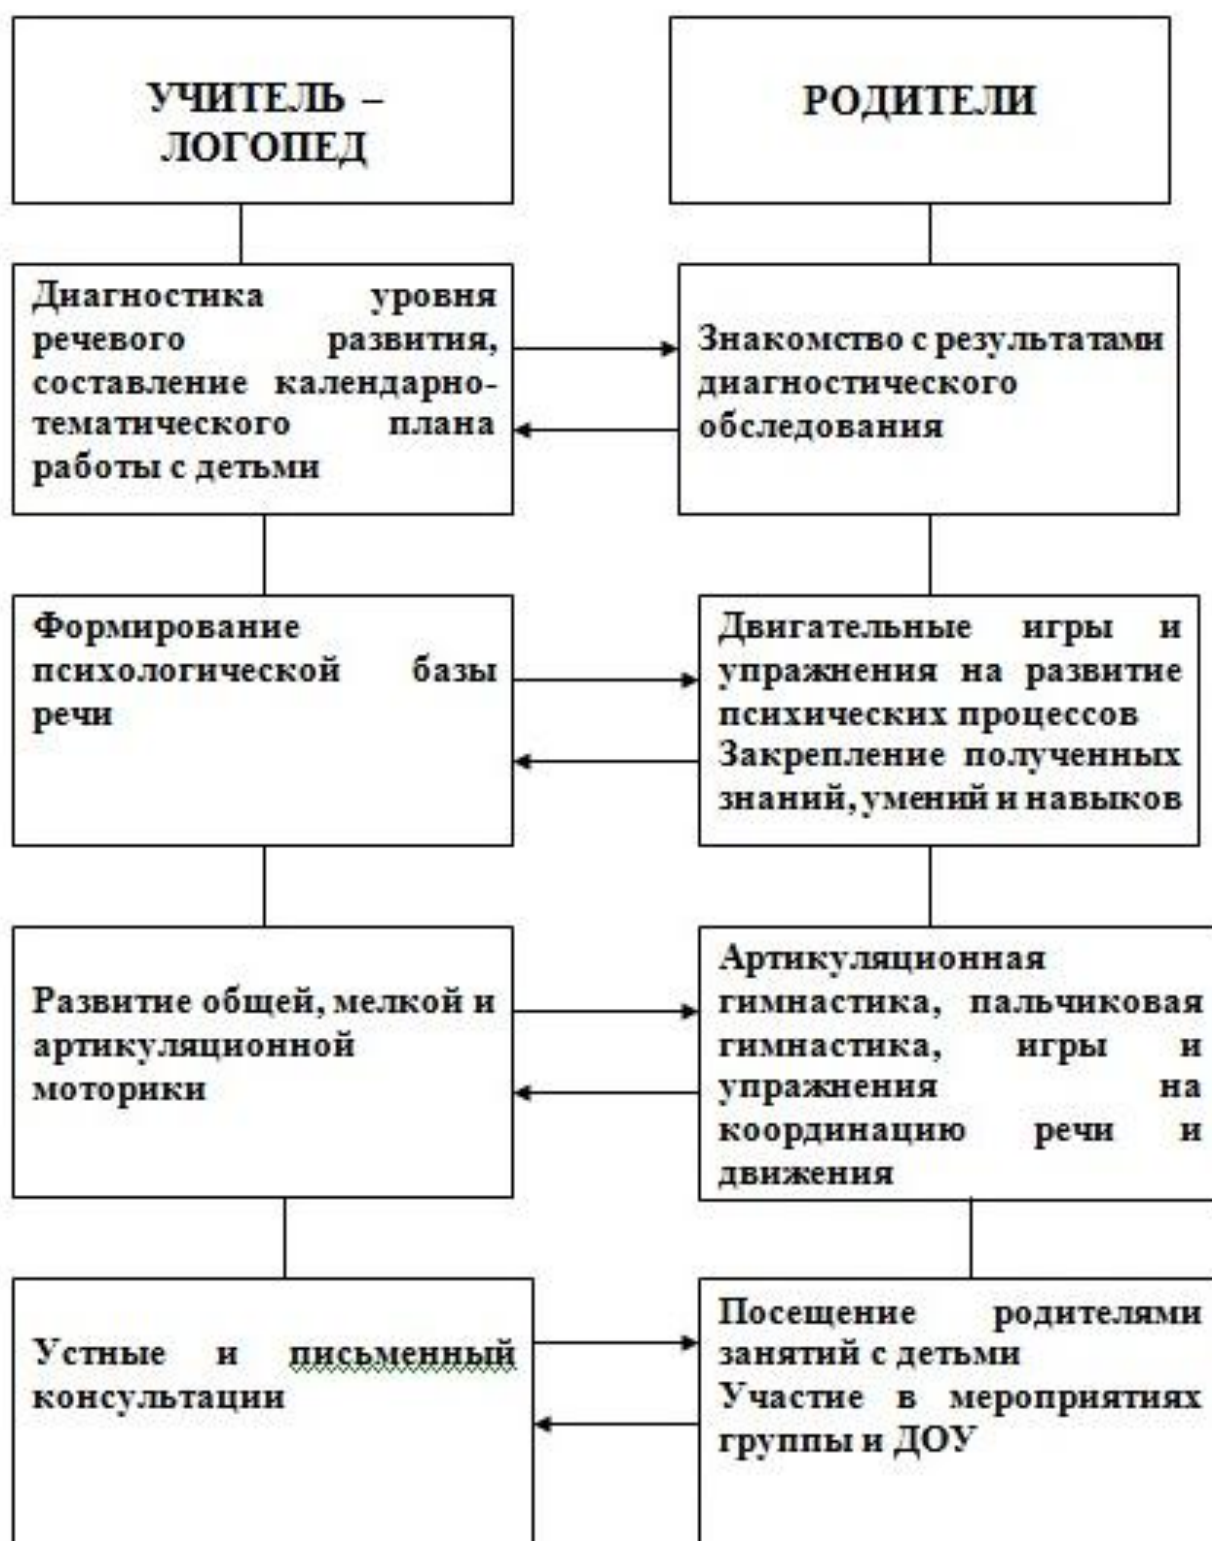 УЧИТЕЛЬ –
ЛОГОПЕД
РОДИТЕЛИ
Диагностика уровня
речевого развития,
составление календарно-
тематического плана
работы с детьми
Знакомство с результатами
диагностического
обследования
Формирование
психологической базы
речи
Двигательные игры и
упражнения на развитие
психических процессов
Закрепление полученных
знаний, умений и навыков
Развитие общей, мелкой и
артикуляционной
моторики
Артикуляционная
гимнастика, пальчиковая
гимнастика, игры и
упражнения на
координацию речи и
движения
Устные и письменный
консультации
Посещение родителями
занятий с детьми
Участие в мероприятиях
группы и ДОУ